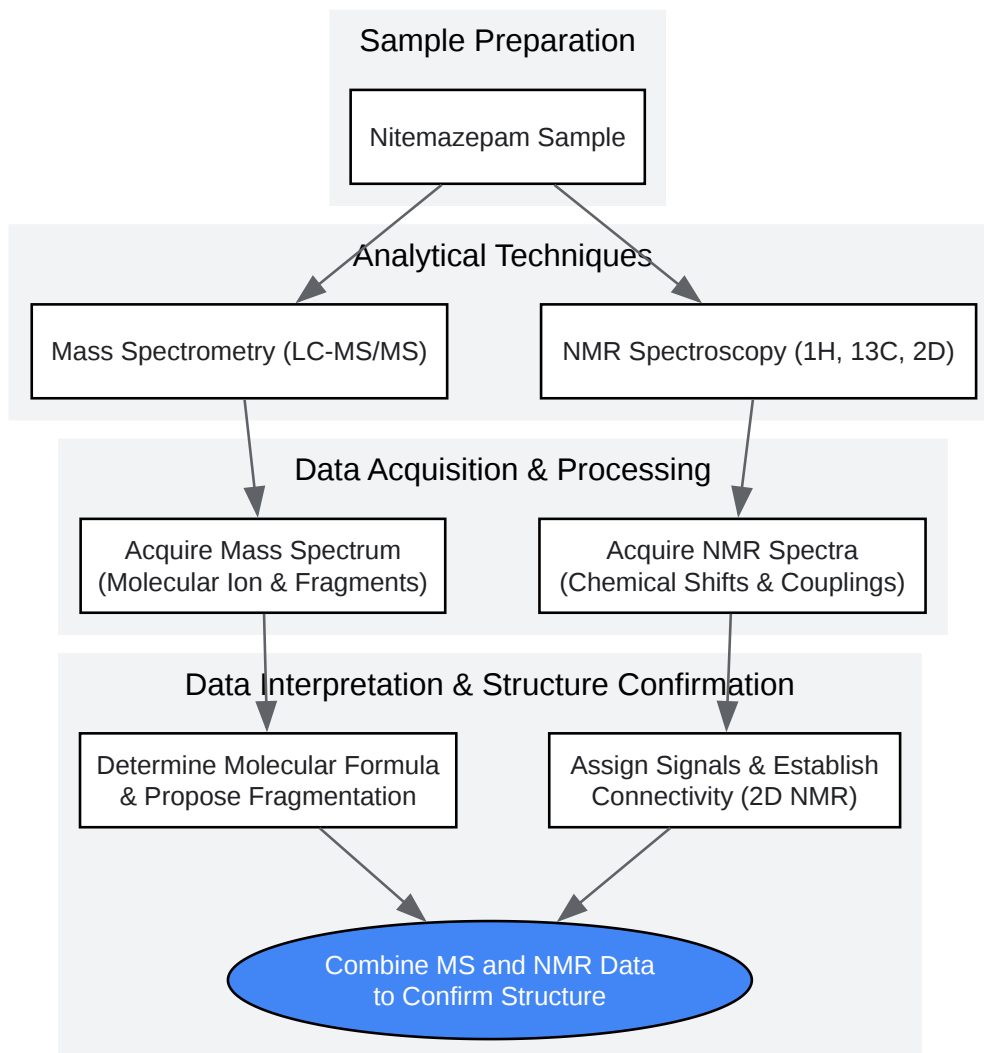 Sample Preparation
Nitemazepam Sample
Analytical Techniques
Mass Spectrometry (LC-MS/MS)
NMR Spectroscopy (1H, 13C, 2D)
Data Acquisition & Processing
Acquire Mass Spectrum
(Molecular Ion & Fragments)
Acquire NMR Spectra
(Chemical Shifts & Couplings)
Data Interpretation & Structure Confirmation
Determine Molecular Formula
& Propose Fragmentation
Assign Signals & Establish
Connectivity (2D NMR)
Combine MS and NMR Data
to Confirm Structure